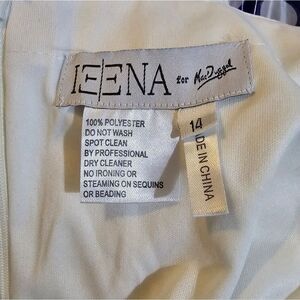 IEENA for Mac Duggal
100% POLYESTER
DO NOT WASH
SPOT CLEAN
BY PROFESSIONAL
DRY CLEANER
NO IRONING OR
STEAMING ON SEQUINS
OR BEADING
14
DE IN CHINA